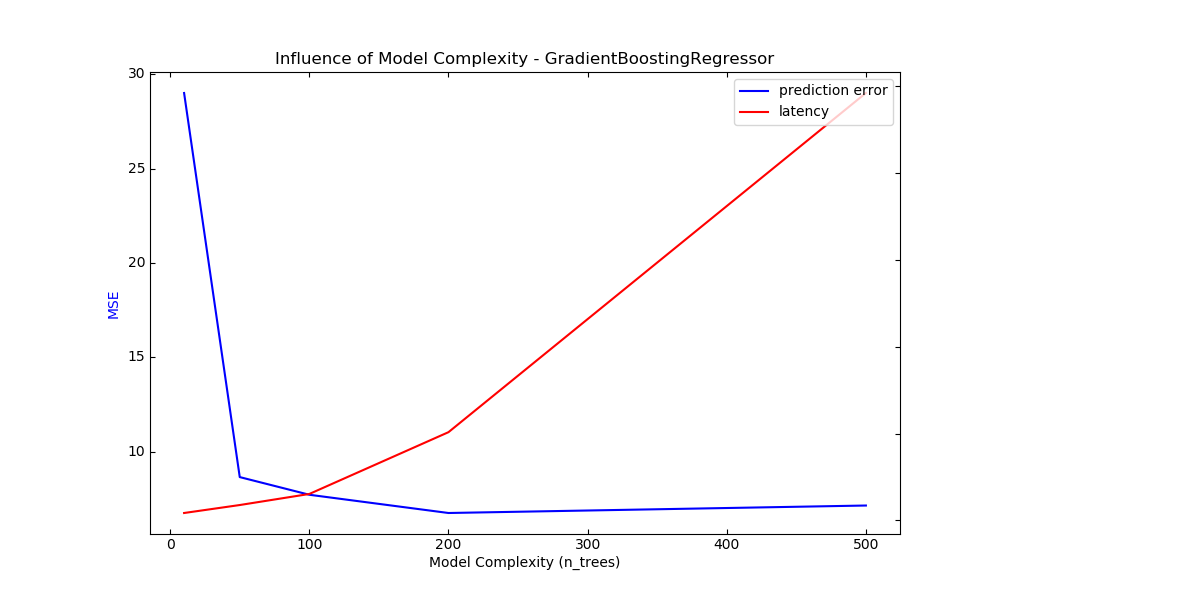 Influence of Model Complexity - GradientBoostingRegressor
prediction error
latency
30
25
20
15
10
MSE
0 100 200 300 400 500
Model Complexity (n_trees)